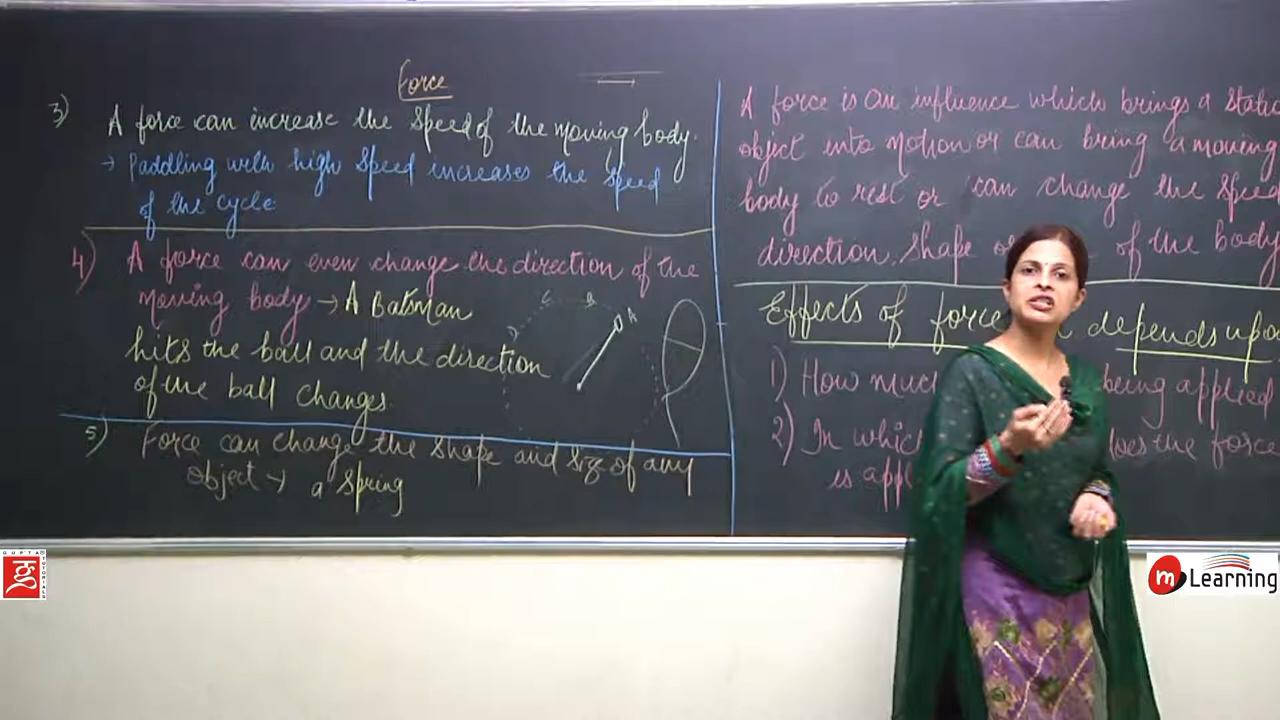 Force
3) A force can increase the Speed of the moving body.
→ Paddling with high Speed increases the Speed
of the cycle
4) A force can even change the direction of the
moving body → A Batsman
hits the ball and the direction
of the ball changes.
5) Force can change the shape and size of any
object → a Spring
C B A
D
A force is an influence which brings a
object into motion or can bring a moving
body to rest or can change the Speed
direction, Shape of the body
Effects of force depends upon
1) How much being applied
2) In which the force
is
GUPTA TUTORIALS
m Learning